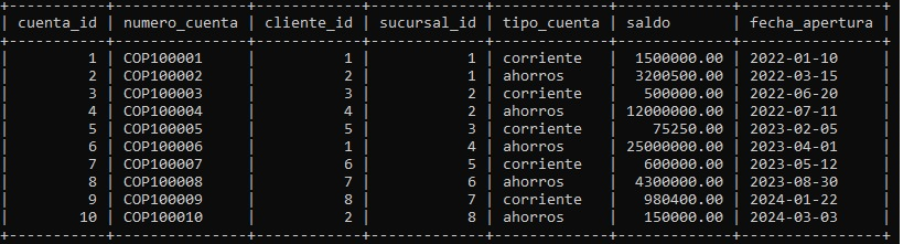 | cuenta_id | numero_cuenta | cliente_id | sucursal_id | tipo_cuenta | saldo | fecha_apertura |
| 1 | COP100001 | 1 | 1 | corriente | 1500000.00 | 2022-01-10 |
| 2 | COP100002 | 2 | 1 | ahorros | 3200500.00 | 2022-03-15 |
| 3 | COP100003 | 3 | 2 | corriente | 500000.00 | 2022-06-20 |
| 4 | COP100004 | 4 | 2 | ahorros | 12000000.00 | 2022-07-11 |
| 5 | COP100005 | 5 | 3 | corriente | 75250.00 | 2023-02-05 |
| 6 | COP100006 | 1 | 4 | ahorros | 25000000.00 | 2023-04-01 |
| 7 | COP100007 | 6 | 5 | corriente | 600000.00 | 2023-05-12 |
| 8 | COP100008 | 7 | 6 | ahorros | 4300000.00 | 2023-08-30 |
| 9 | COP100009 | 8 | 7 | corriente | 980400.00 | 2024-01-22 |
| 10 | COP100010 | 2 | 8 | ahorros | 150000.00 | 2024-03-03 |